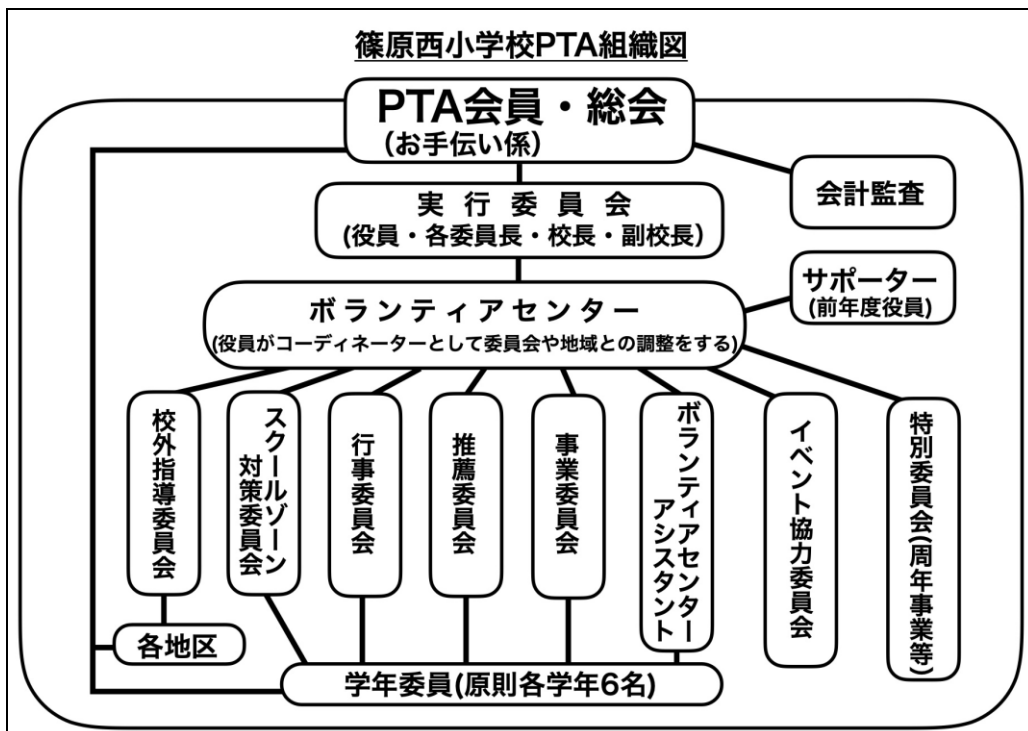 篠原西小学校PTA組織図
PTA会員・総会
(お手伝い係)
会計監査
実行委員会
(役員・各委員長・校長・副校長)
サポーター
(前年度役員)
ボランティアセンター
(役員がコーディネーターとして委員会や地域との調整をする)
校外指導委員会
スクールゾーン
対策委員会
行事委員会
推薦委員会
事業委員会
ボランティアセンター
アシスタント
イベント協力委員会
特別委員会(周年事業等)
各地区
学年委員(原則各学年6名)